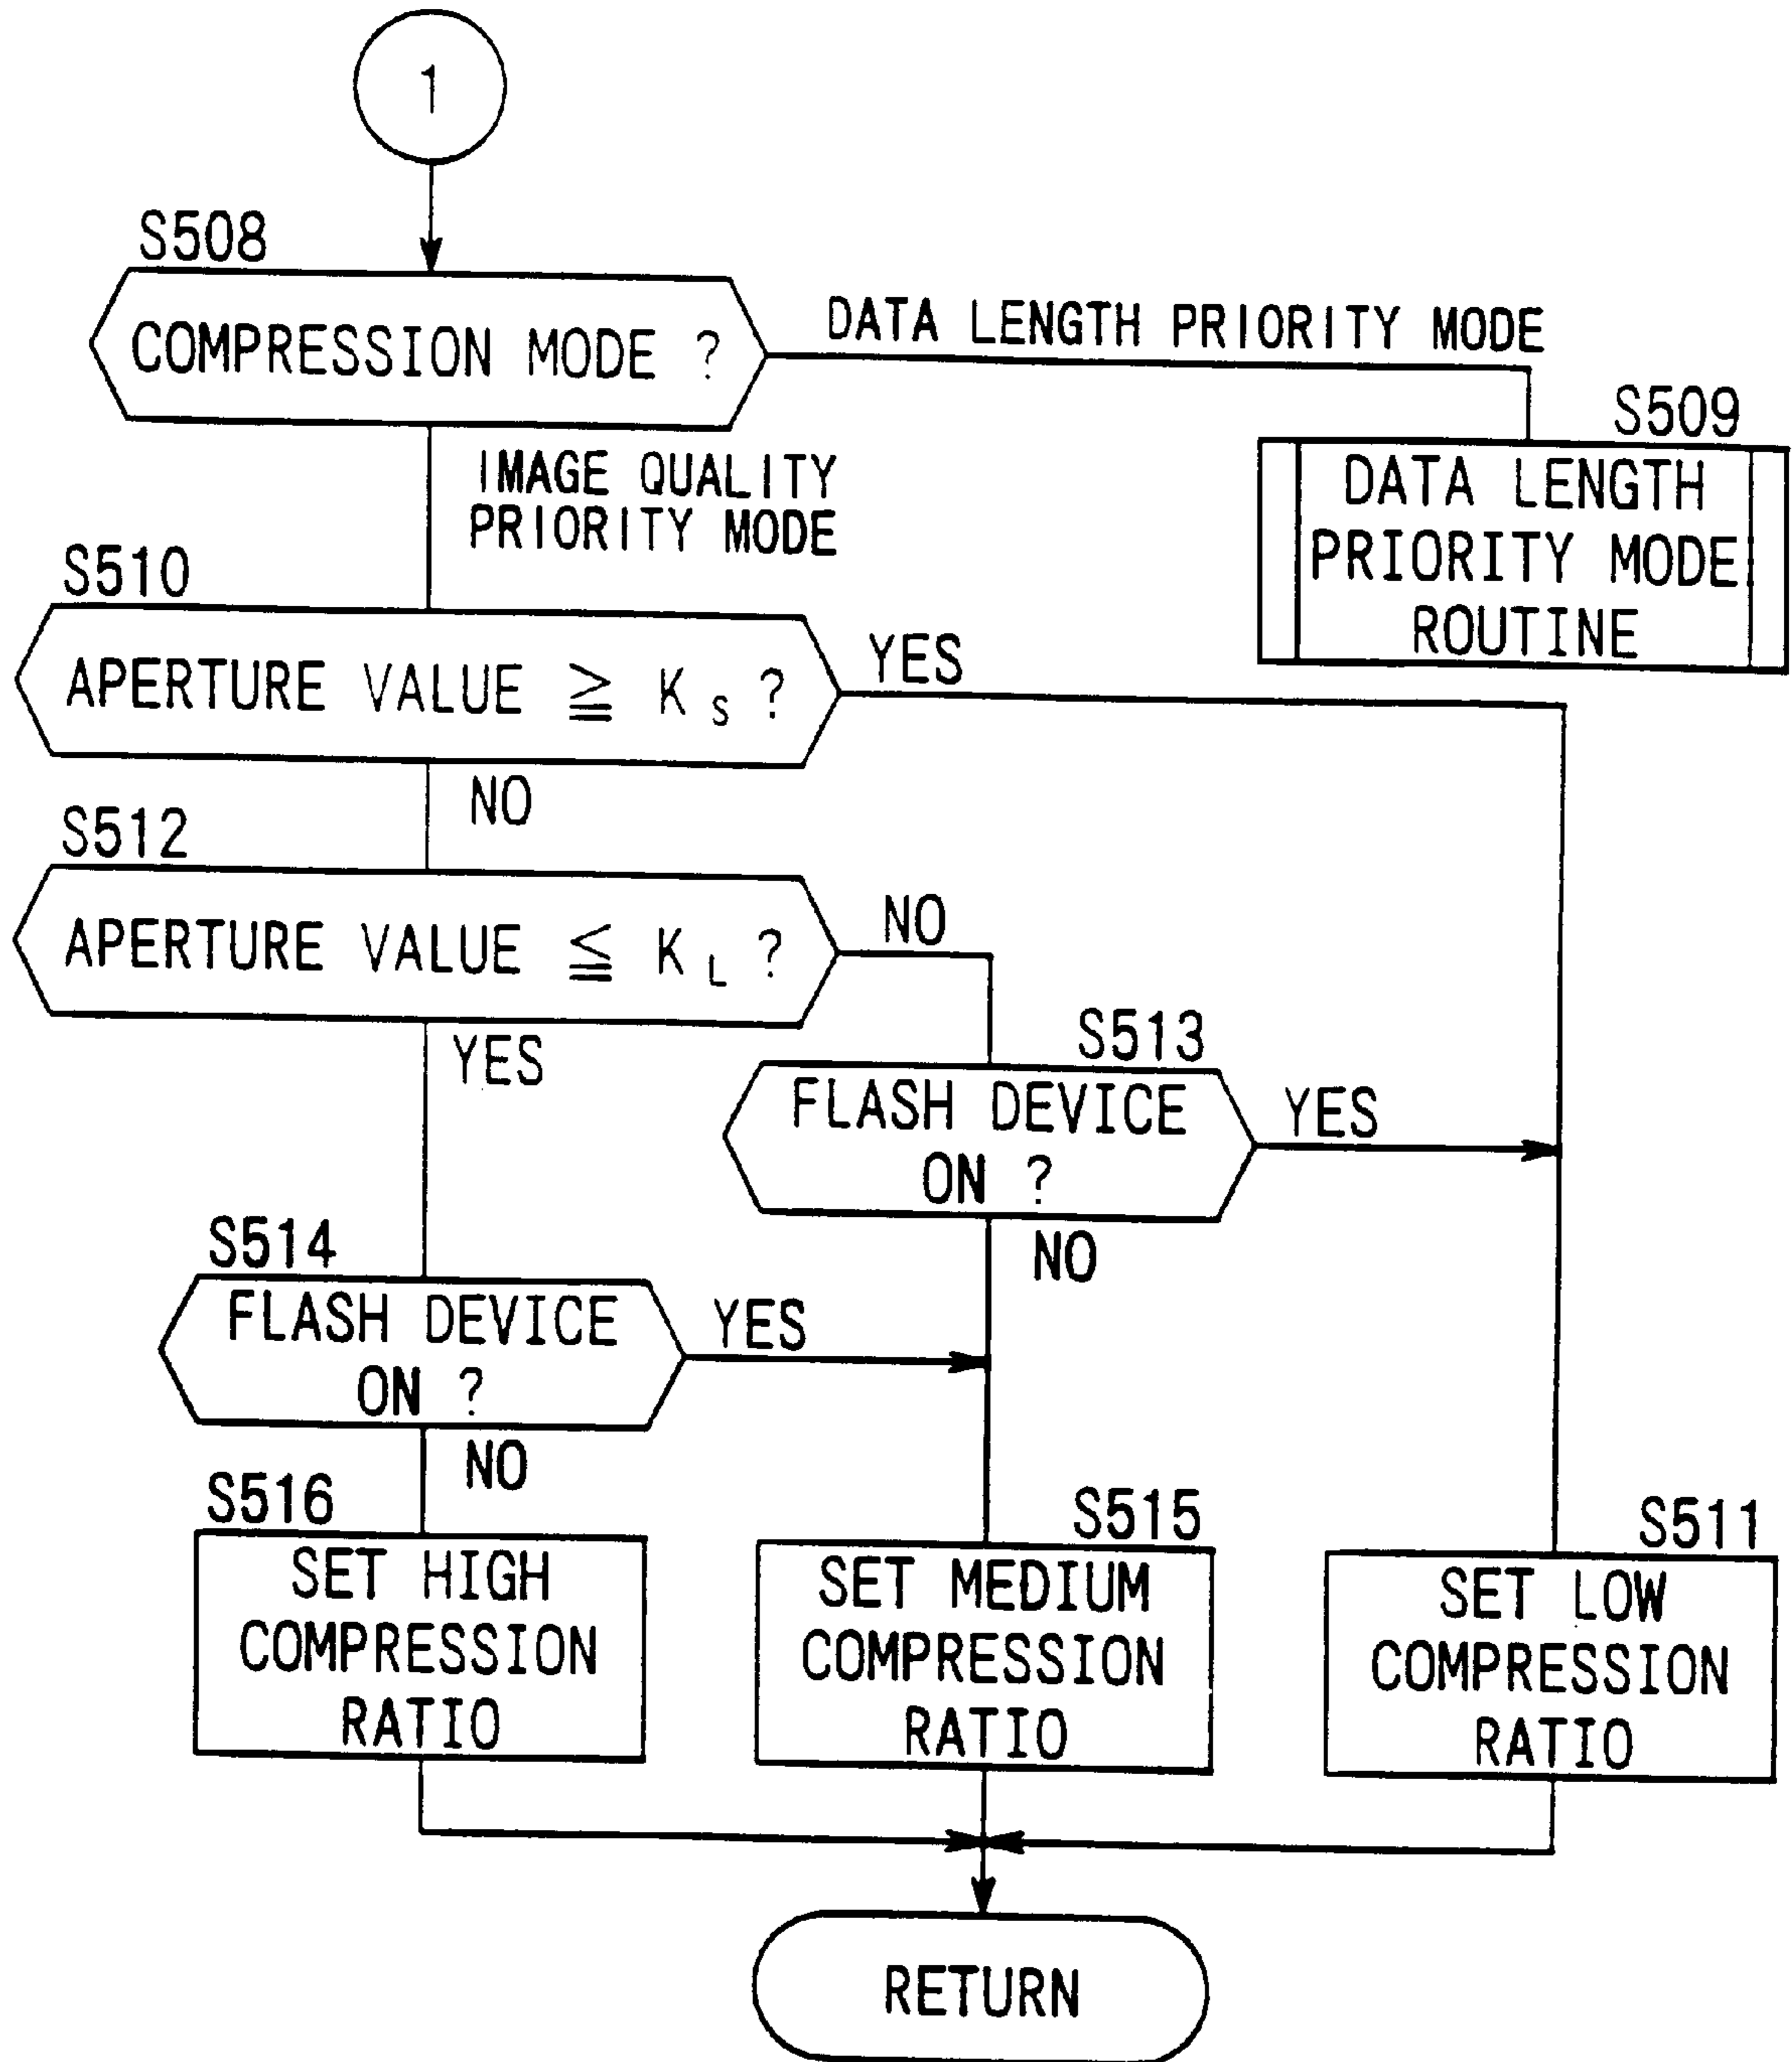 1
S508
COMPRESSION MODE ?
DATA LENGTH PRIORITY MODE
S509
DATA LENGTH
PRIORITY MODE
ROUTINE
IMAGE QUALITY
PRIORITY MODE
S510
APERTURE VALUE ≧ KS ?
YES
NO
S512
APERTURE VALUE ≦ KL ?
NO
YES
S513
FLASH DEVICE
ON ?
YES
NO
S514
FLASH DEVICE
ON ?
YES
NO
S516
SET HIGH
COMPRESSION
RATIO
S515
SET MEDIUM
COMPRESSION
RATIO
S511
SET LOW
COMPRESSION
RATIO
RETURN